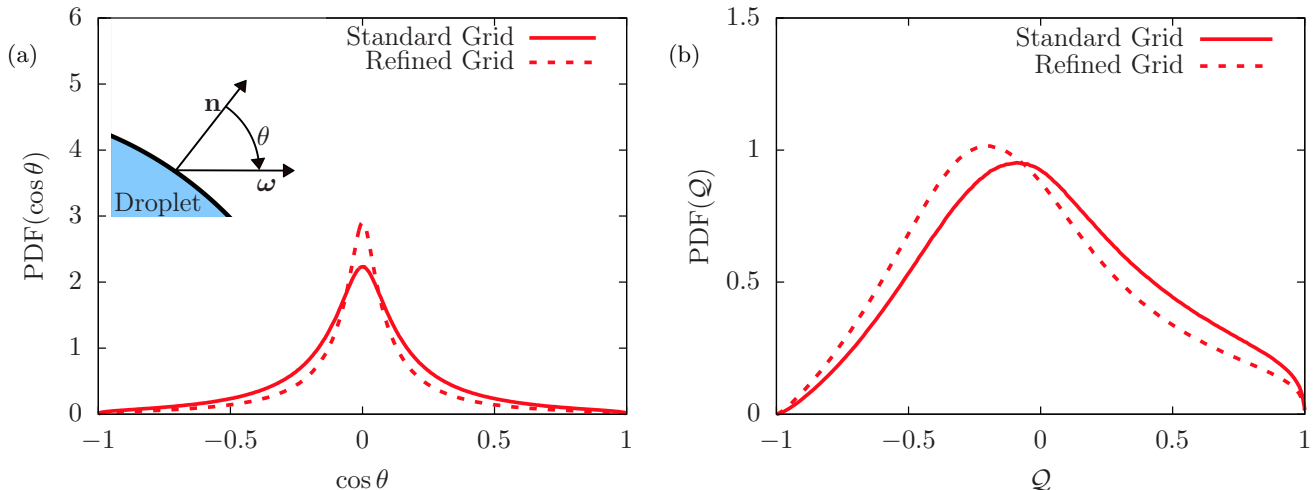 (a)
PDF(cos θ)
6
5
4
3
2
1
0
Standard Grid
Refined Grid
n
θ
ω
Droplet
−1
−0.5
0
0.5
1
cos θ
(b)
PDF(𝒬)
1.5
1
0.5
0
Standard Grid
Refined Grid
−1
−0.5
0
0.5
1
𝒬